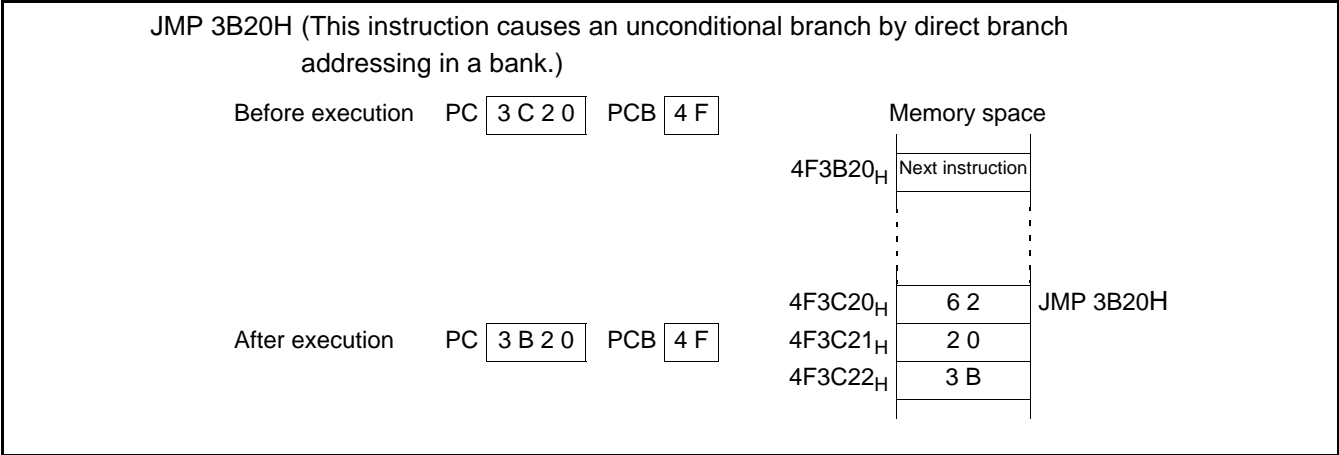 JMP 3B20H (This instruction causes an unconditional branch by direct branch
addressing in a bank.)
Before execution PC 3 C 2 0 PCB 4 F Memory space
4F3B20H Next instruction
4F3C20H 6 2 JMP 3B20H
After execution PC 3 B 2 0 PCB 4 F 4F3C21H 2 0
4F3C22H 3 B